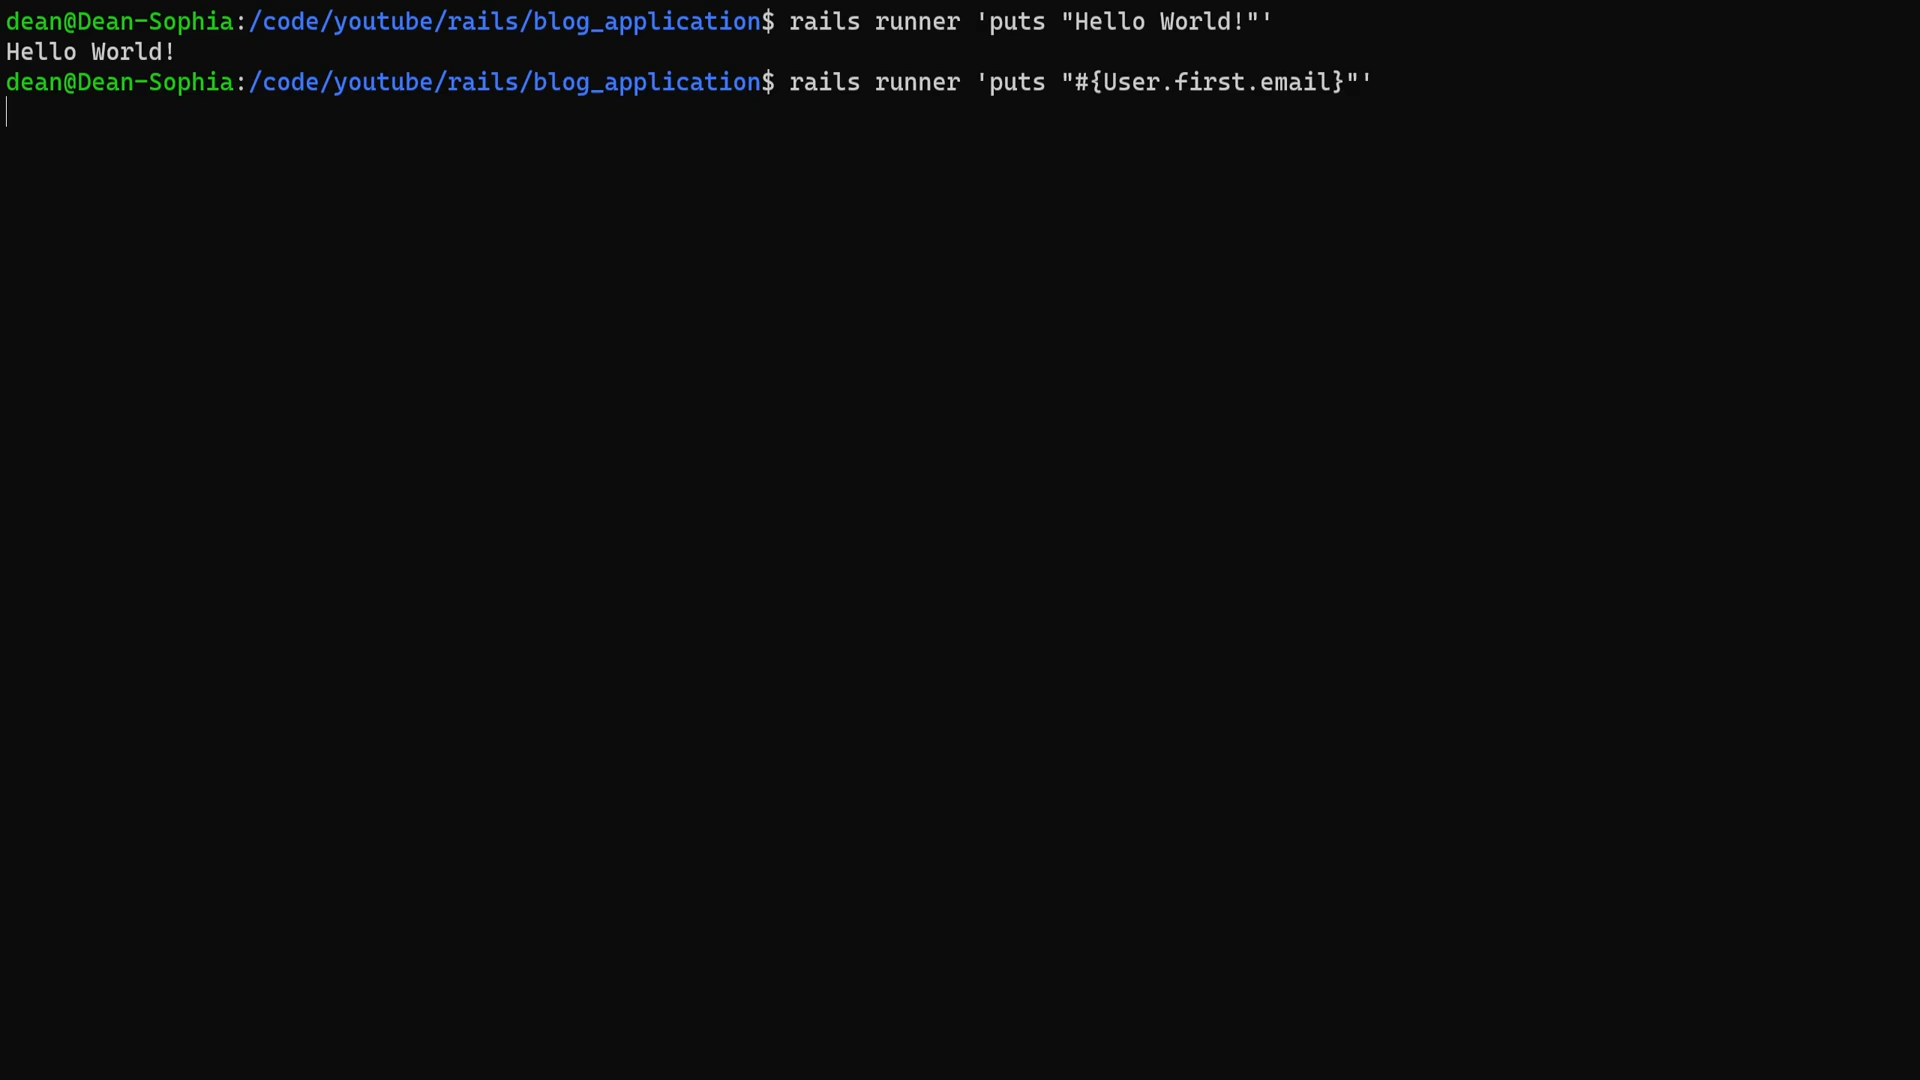 dean@Dean-Sophia:/code/youtube/rails/blog_application$ rails runner 'puts "Hello World!"'
Hello World!
dean@Dean-Sophia:/code/youtube/rails/blog_application$ rails runner 'puts "#{User.first.email}"'